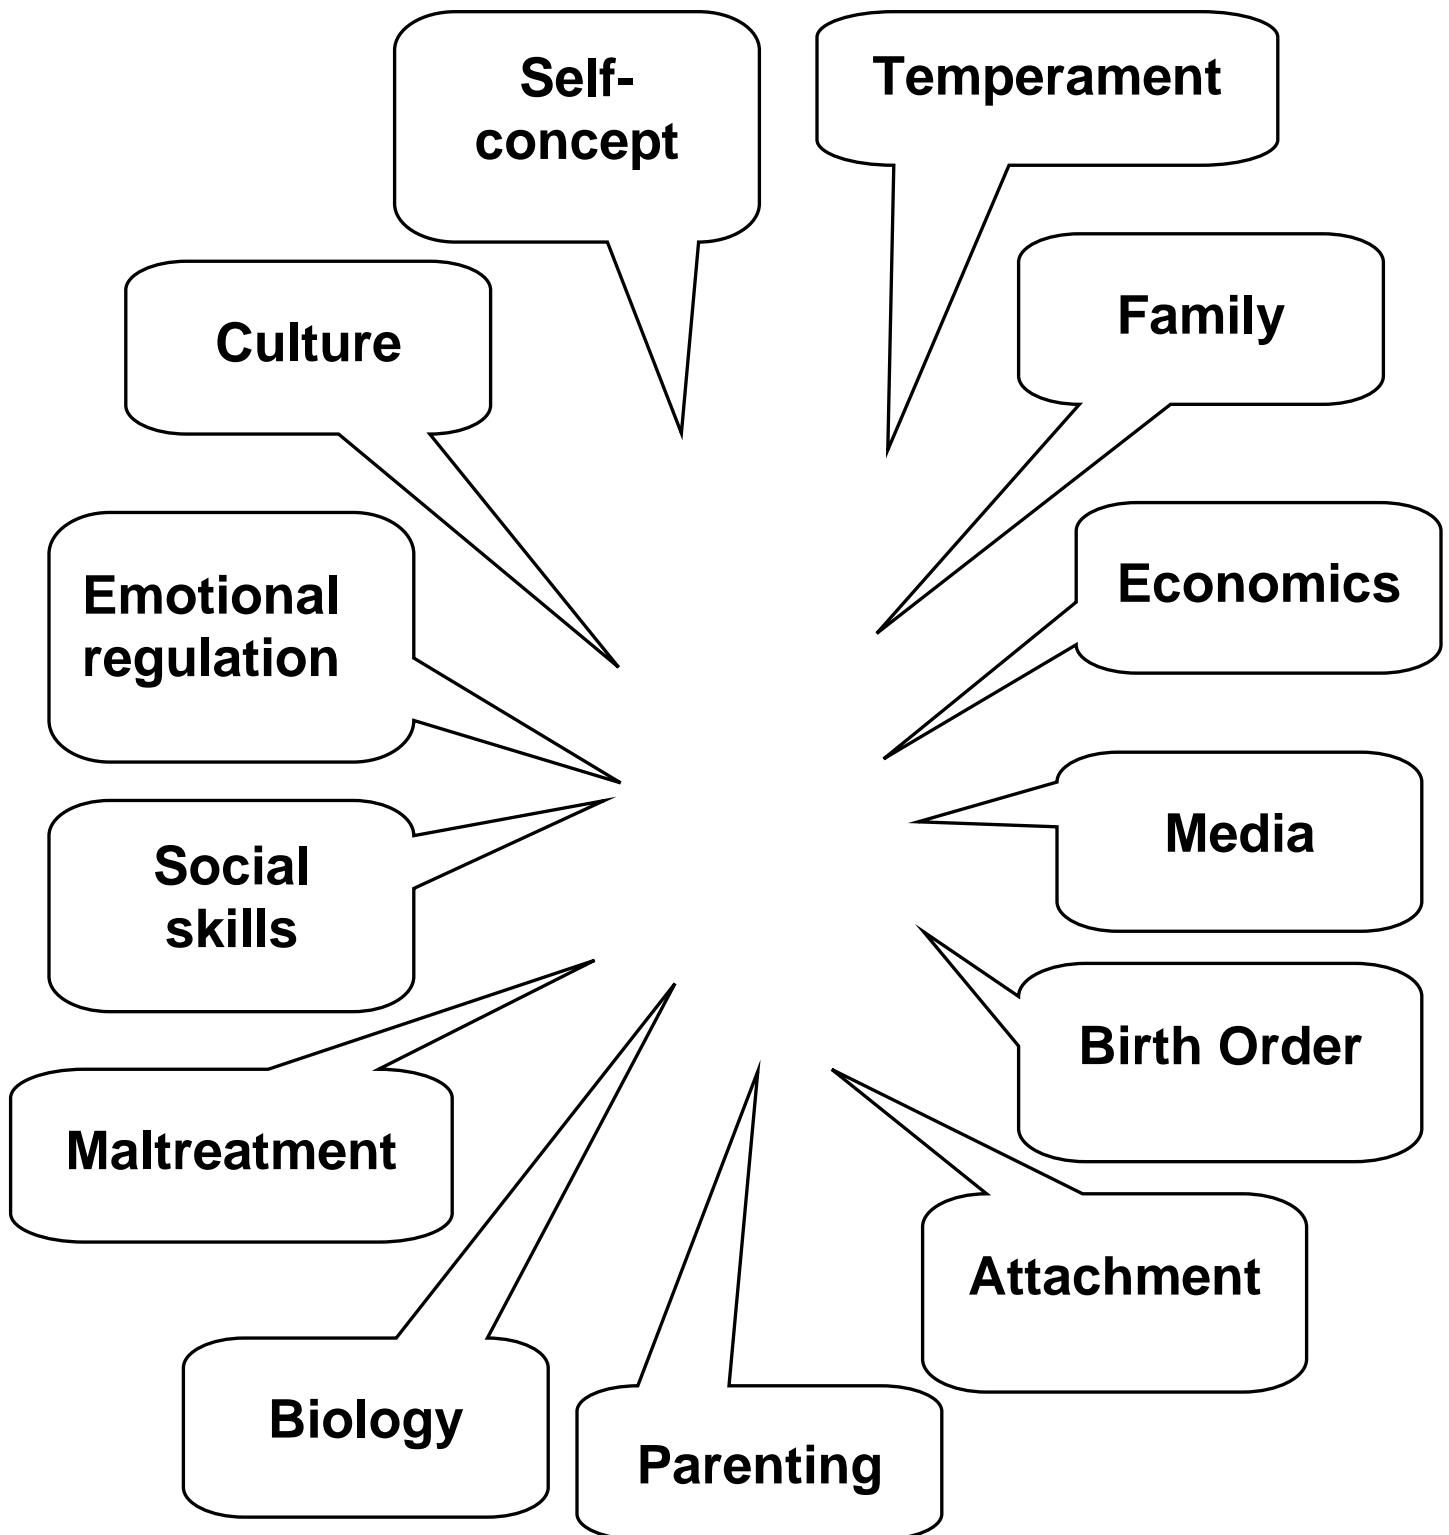 Self-
concept
Temperament
Family
Culture
Economics
Emotional
regulation
Media
Social
skills
Birth Order
Maltreatment
Attachment
Biology
Parenting